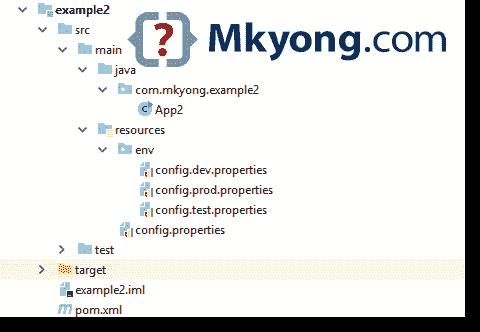 example2
src
? Mkyong.com
main
java
com.mkyong.example2
C App2
resources
env
config.dev.properties
config.prod.properties
config.test.properties
config.properties
test
target
example2.iml
m pom.xml